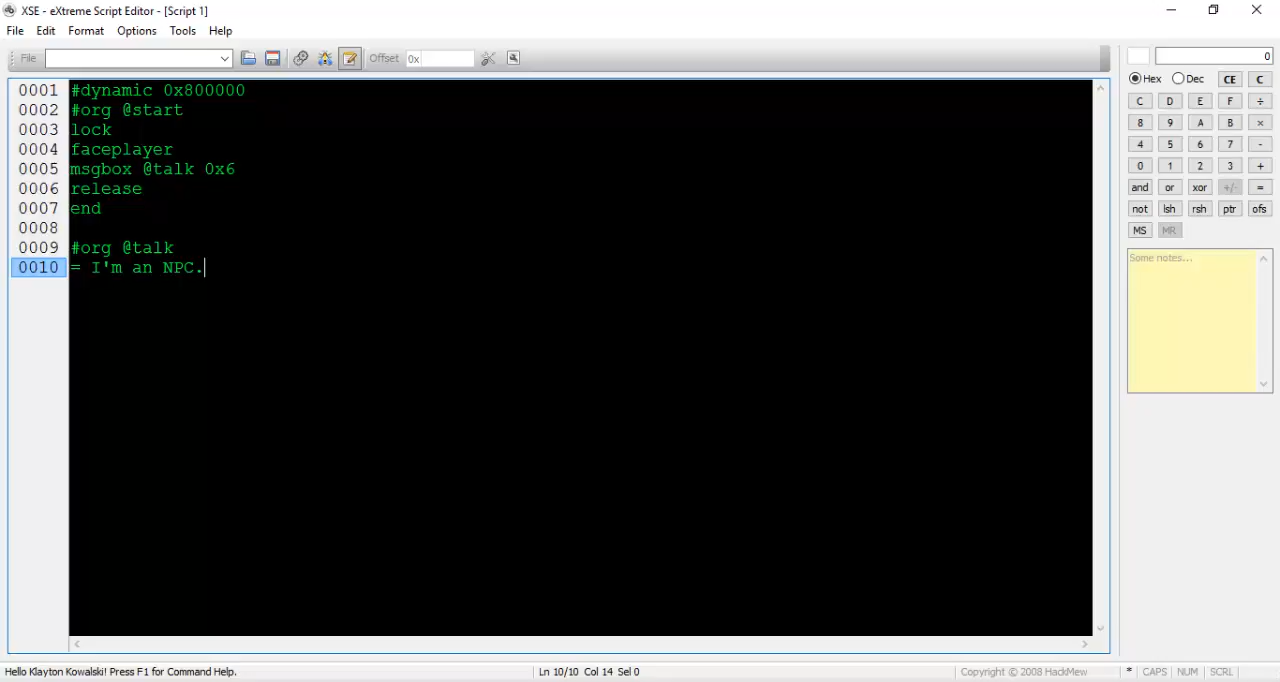 XSE - eXtreme Script Editor - [Script 1]
File Edit Format Options Tools Help
File Offset 0x 0
Hex Dec CE C
C D E F ÷
8 9 A B ×
4 5 6 7 -
0 1 2 3 +
and or xor +/- =
not lsh rsh ptr ofs
MS MR
Some notes...
0001 #dynamic 0x800000
0002 #org @start
0003 lock
0004 faceplayer
0005 msgbox @talk 0x6
0006 release
0007 end
0008
0009 #org @talk
0010 = I'm an NPC.
Hello Klayton Kowalski! Press F1 for Command Help. Ln 10/10 Col 14 Sel 0 Copyright © 2008 HackMew * CAPS NUM SCRL